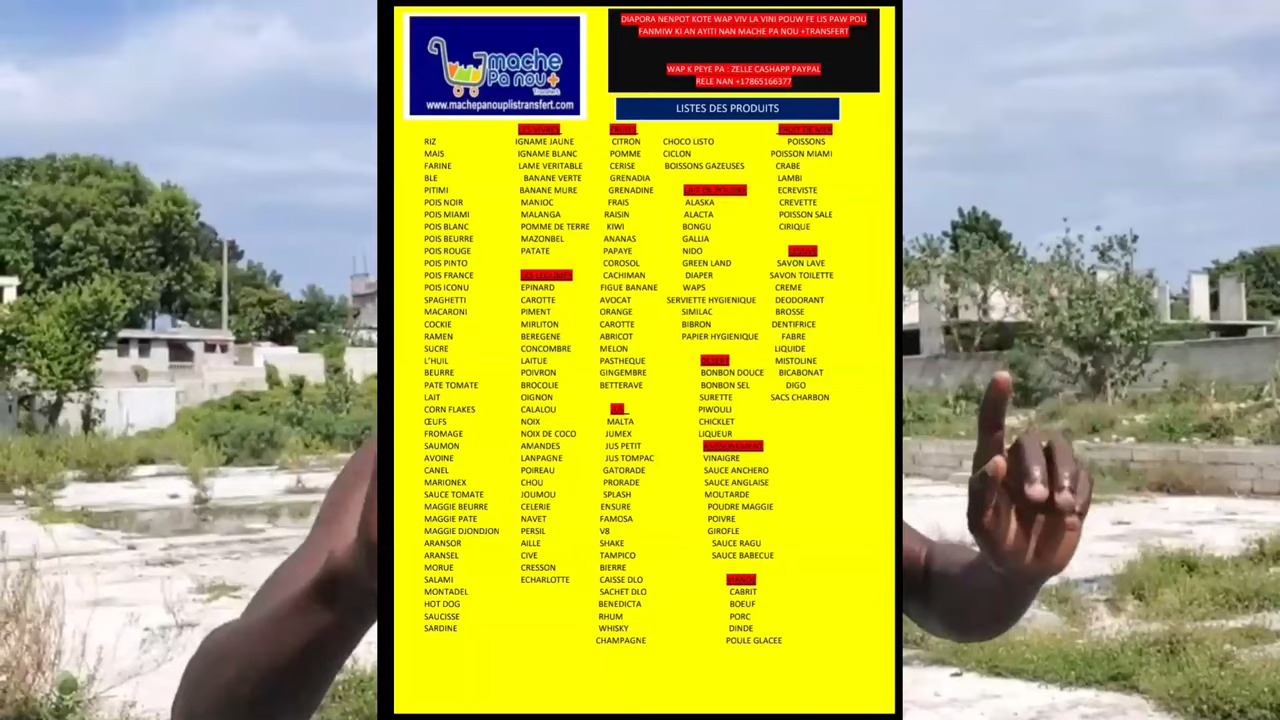 mache
Pa nou+
Transfert
www.machepanouplistransfert.com
DIAPORA NENPOT KOTE WAP VIV LA VINI POUW FE LIS PAW POU
FANMIW KI AN AYITI NAN MACHE PA NOU +TRANSFERT
WAP K PEYE PA : ZELLE CASHAPP PAYPAL
RELE NAN +17865166377
LISTES DES PRODUITS
RIZ
MAIS
FARINE
BLE
PITIMI
POIS NOIR
POIS MIAMI
POIS BLANC
POIS BEURRE
POIS ROUGE
POIS PINTO
POIS FRANCE
POIS ICONU
SPAGHETTI
MACARONI
COCKIE
RAMEN
SUCRE
L'HUIL
BEURRE
PATE TOMATE
LAIT
CORN FLAKES
ŒUFS
FROMAGE
SAUMON
AVOINE
CANEL
MARIONEX
SAUCE TOMATE
MAGGIE BEURRE
MAGGIE PATE
MAGGIE DJONDJON
ARANSOR
ARANSEL
MORUE
SALAMI
MONTADEL
HOT DOG
SAUCISSE
SARDINE
LES VIVRES
IGNAME JAUNE
IGNAME BLANC
LAME VERITABLE
BANANE VERTE
BANANE MURE
MANIOC
MALANGA
POMME DE TERRE
MAZONBEL
PATATE
LES LEGUMES
EPINARD
CAROTTE
PIMENT
MIRLITON
BEREGENE
CONCOMBRE
LAITUE
POIVRON
BROCOLIE
OIGNON
CALALOU
NOIX
NOIX DE COCO
AMANDES
LANPAGNE
POIREAU
CHOU
JOUMOU
CELERIE
NAVET
PERSIL
AILLE
CIVE
CRESSON
ECHARLOTTE
FRUITS
CITRON
POMME
CERISE
GRENADIA
GRENADINE
FRAIS
RAISIN
KIWI
ANANAS
PAPAYE
COROSOL
CACHIMAN
FIGUE BANANE
AVOCAT
ORANGE
CAROTTE
ABRICOT
MELON
PASTHEQUE
GINGEMBRE
BETTERAVE
JUS
MALTA
JUMEX
JUS PETIT
JUS TOMPAC
GATORADE
PRORADE
SPLASH
ENSURE
FAMOSA
V8
SHAKE
TAMPICO
BIERRE
CAISSE DLO
SACHET DLO
BENEDICTA
RHUM
WHISKY
CHAMPAGNE
CHOCO LISTO
CICLON
BOISSONS GAZEUSES
LAIT EN POUDRE
ALASKA
ALACTA
BONGU
GALLIA
NIDO
GREEN LAND
DIAPER
WAPS
SERVIETTE HYGIENIQUE
SIMILAC
BIBRON
PAPIER HYGIENIQUE
BONBON DOUCE
BONBON SEL
SURETTE
PIWOULI
CHICKLET
LIQUEUR
VINAIGRE
SAUCE ANCHERO
SAUCE ANGLAISE
MOUTARDE
POUDRE MAGGIE
POIVRE
GIROFLE
SAUCE RAGU
SAUCE BABECUE
CABRIT
BOEUF
PORC
DINDE
POULE GLACEE
FRUIT DE MER
POISSONS
POISSON MIAMI
CRABE
LAMBI
ECREVISTE
CREVETTE
POISSON SALE
CIRIQUE
SAVON LAVE
SAVON TOILETTE
CREME
DEODORANT
BROSSE
DENTIFRICE
FABRE
LIQUIDE
MISTOLINE
BICABONAT
DIGO
SACS CHARBON